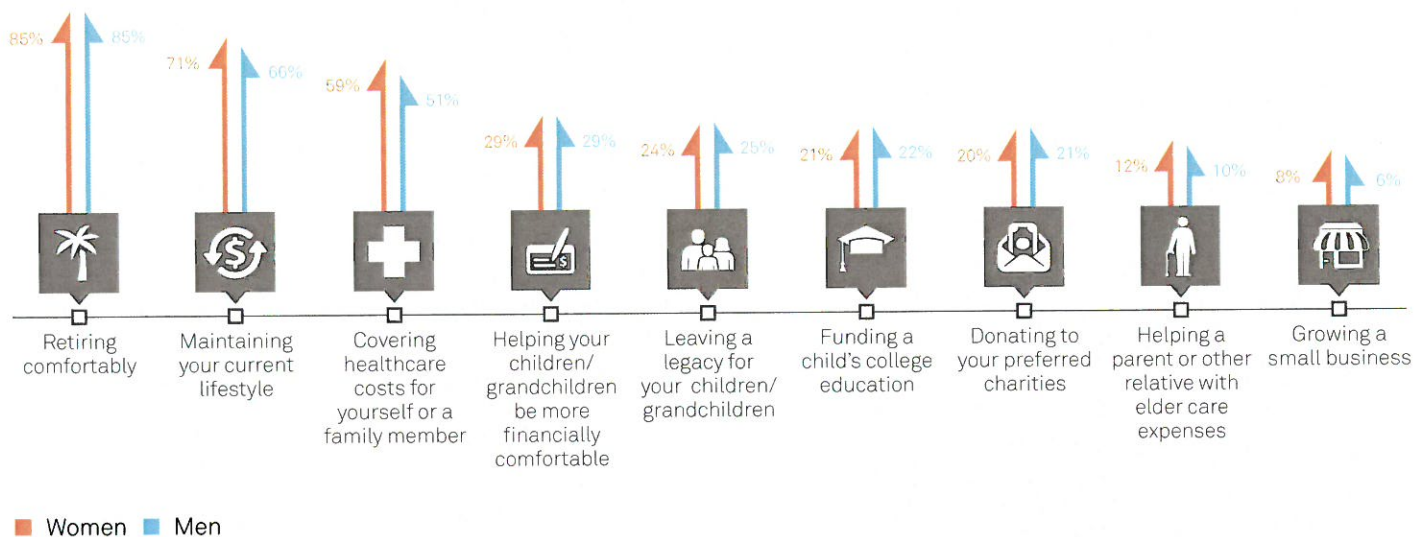 85% 85%
71% 66%
59% 51%
29% 29%
24% 25%
21% 22%
20% 21%
12% 10%
8% 6%
$
$
Retiring
comfortably
Maintaining
your current
lifestyle
Covering
healthcare
costs for
yourself or a
family member
Helping your
children/
grandchildren
be more
financially
comfortable
Leaving a
legacy for
your children/
grandchildren
Funding a
child's college
education
Donating to
your preferred
charities
Helping a
parent or other
relative with
elder care
expenses
Growing a
small business
Women Men